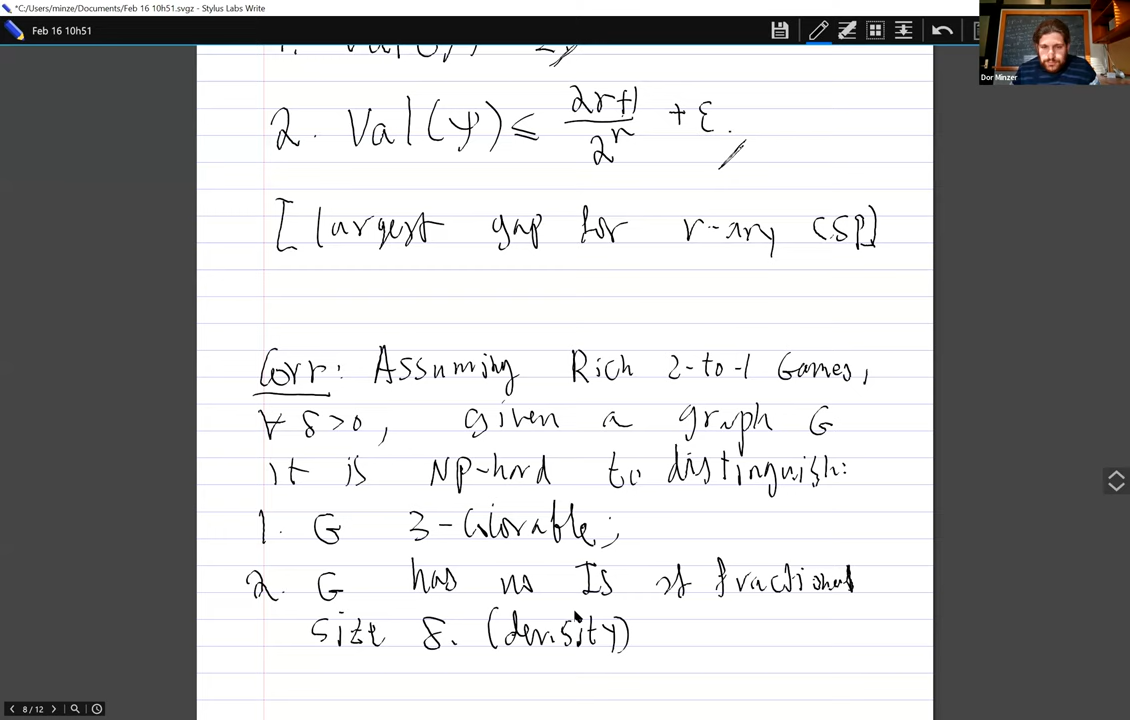 *C:/Users/minze/Documents/Feb 16 10h51.svgz - Stylus Labs Write
Feb 16 10h51
Dor Minzer
2. Val(ψ) ≤ (2r+1)/2^r + ε.
[largest gap for r-ary CSP]
Corr: Assuming Rich 2-to-1 Games,
∀ δ>0, given a graph G
it is NP-hard to distinguish:
1. G 3-colorable;
2. G has no IS of fractional
size δ. (density)
8 / 12